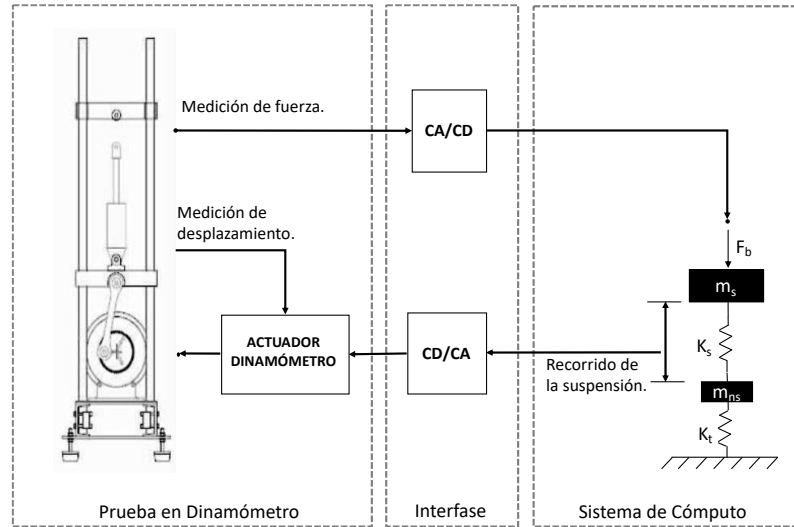 Medición de fuerza.
CA/CD
Medición de
desplazamiento.
F_b
m_s
ACTUADOR
DINAMÓMETRO
CD/CA
Recorrido de
la suspensión.
K_s
m_ns
K_t
Prueba en Dinamómetro
Interfase
Sistema de Cómputo